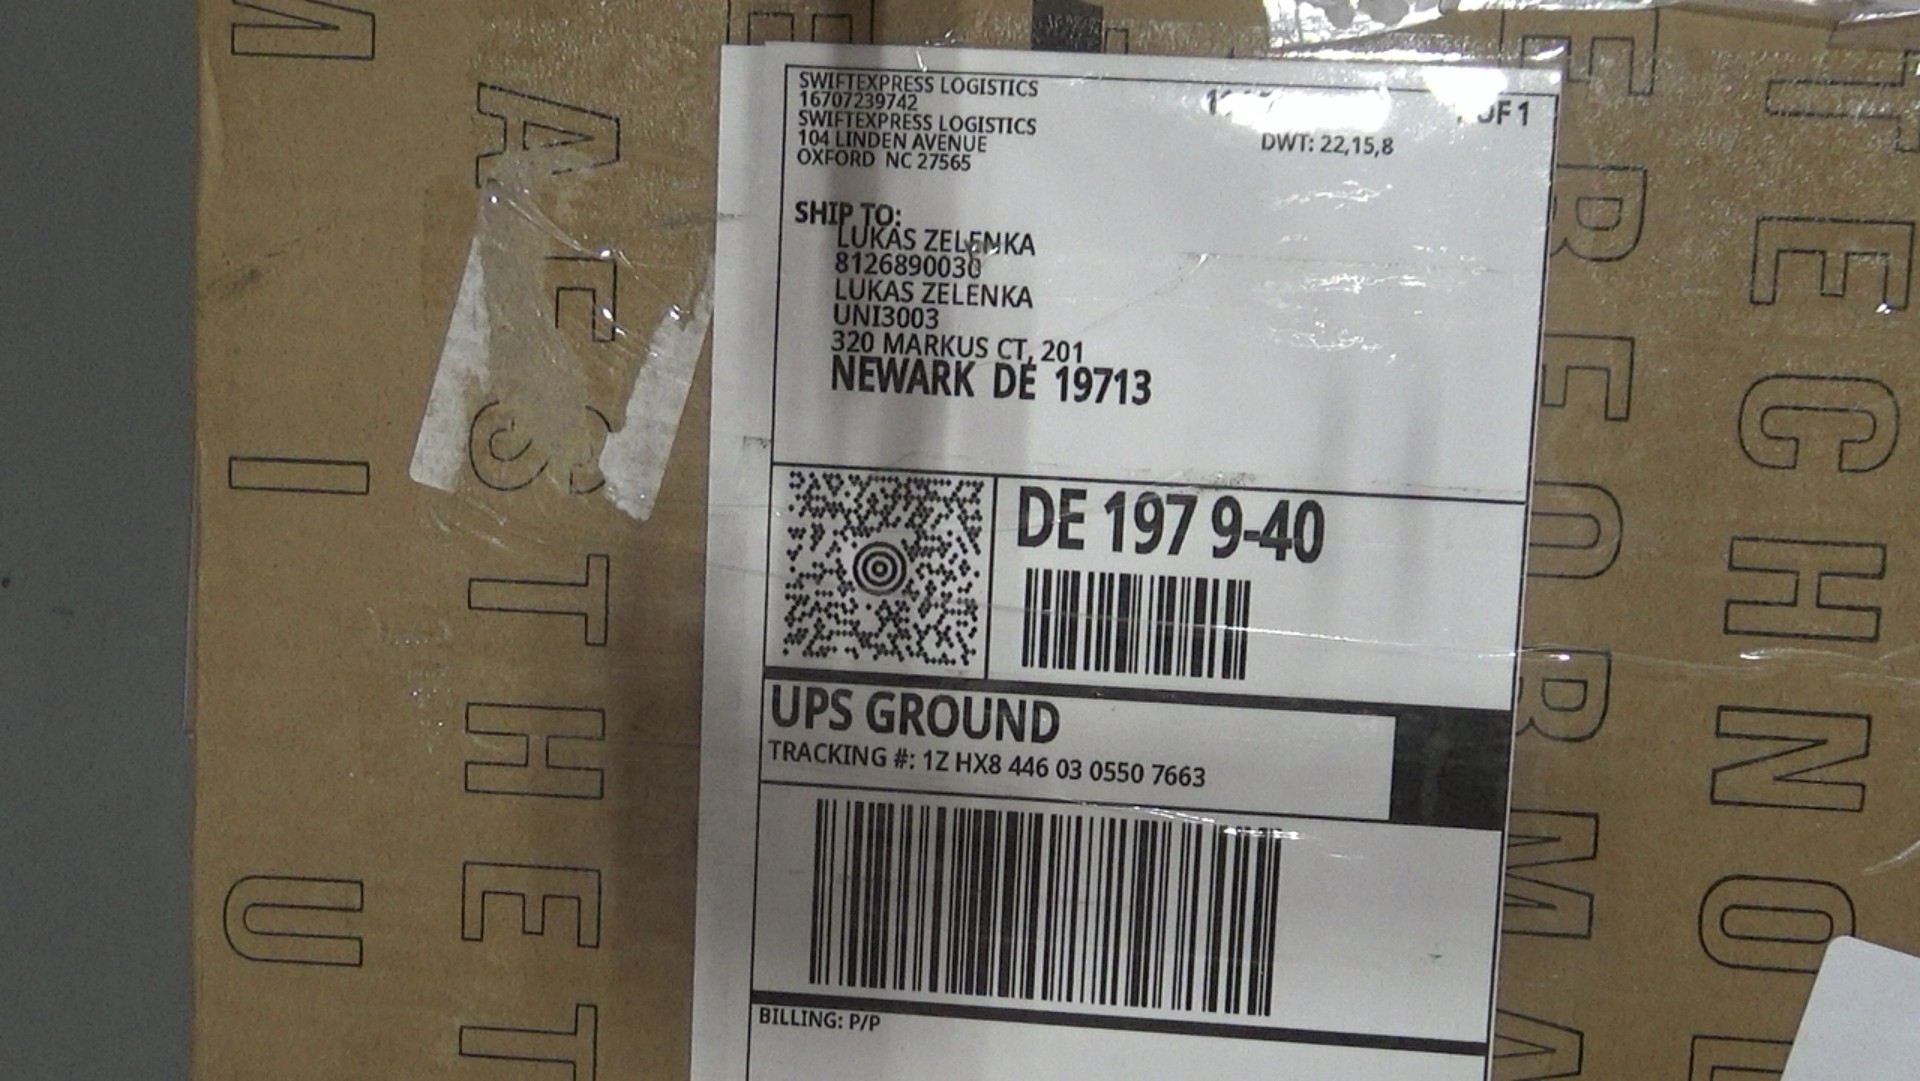 SWIFTEXPRESS LOGISTICS
16707239742
SWIFTEXPRESS LOGISTICS
104 LINDEN AVENUE
OXFORD NC 27565
OF 1
DWT: 22,15,8
SHIP TO:
LUKAS ZELENKA
8126890030
LUKAS ZELENKA
UNI3003
320 MARKUS CT, 201
NEWARK DE 19713
DE 197 9-40
UPS GROUND
TRACKING #: 1Z HX8 446 03 0550 7663
BILLING: P/P